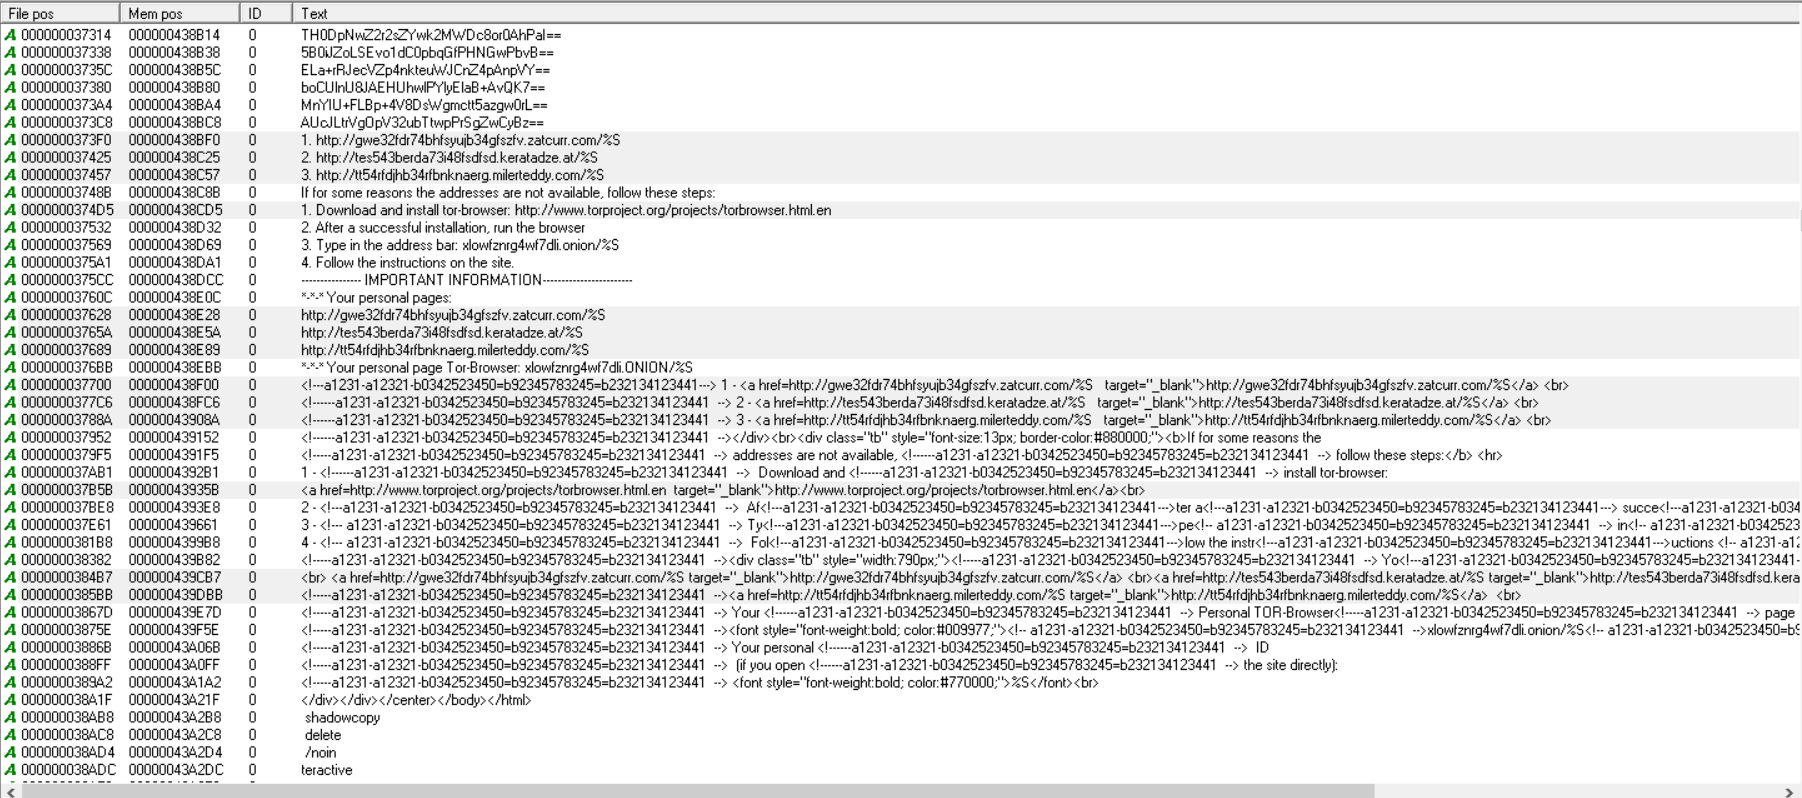 File pos Mem pos ID Text
A 000000037314 000000438B14 0 TH0DpNwZ2r2sZYwk2MWDc8or0AhPal==
A 000000037338 000000438B38 0 5B0iJZoLSEvo1dC0pbqGfPHNGwPbvB==
A 00000003735C 000000438B5C 0 ELa+rRJecVZp4nkteuWJCnZ4pAnpVY==
A 000000037380 000000438B80 0
A 0000000373A4 000000438BA4 0 MnYIU+FLBp+4V8DsWgmctt5azgw0rL==
A 0000000373C8 000000438BC8 0 AUcJLtrVgOpV32ubTtwpPrSgZwCyBz==
A 0000000373F0 000000438BF0 0 1. http://gwe32fdr74bhfsyujb34gfszfv.zatcurr.com/%S
A 000000037425 000000438C25 0 2. http://tes543berda73i48fsdfsd.keratadze.at/%S
A 000000037457 000000438C57 0 3. http://tt54rfdjhb34rfbnknaerg.milerteddy.com/%S
A 00000003748B 000000438C8B 0 If for some reasons the addresses are not available, follow these steps:
A 0000000374D5 000000438CD5 0 1. Download and install tor-browser: http://www.torproject.org/projects/torbrowser.html.en
A 000000037532 000000438D32 0 2. After a successful installation, run the browser
A 000000037569 000000438D69 0 3. Type in the address bar: xlowfznrg4wf7dli.onion/%S
A 0000000375A1 000000438DA1 0 4. Follow the instructions on the site.
A 0000000375CC 000000438DCC 0 ---------------- IMPORTANT INFORMATION------------------------
A 00000003760C 000000438E0C 0 *-*-* Your personal pages:
A 000000037628 000000438E28 0 http://gwe32fdr74bhfsyujb34gfszfv.zatcurr.com/%S
A 00000003765A 000000438E5A 0 http://tes543berda73i48fsdfsd.keratadze.at/%S
A 000000037689 000000438E89 0 http://tt54rfdjhb34rfbnknaerg.milerteddy.com/%S
A 0000000376BB 000000438EBB 0 *-*-* Your personal page Tor-Browser: xlowfznrg4wf7dli.ONION/%S
A 000000037700 000000438F00 0 <!---a1231-a12321-b0342523450=b92345783245=b232134123441---> 1 - <a href=http://gwe32fdr74bhfsyujb34gfszfv.zatcurr.com/%S target="_blank">http://gwe32fdr74bhfsyujb34gfszfv.zatcurr.com/%S</a> <br>
A 0000000377C6 000000438FC6 0 <!------a1231-a12321-b0342523450=b92345783245=b232134123441 --> 2 - <a href=http://tes543berda73i48fsdfsd.keratadze.at/%S target="_blank">http://tes543berda73i48fsdfsd.keratadze.at/%S</a> <br>
A 00000003788A 00000043908A 0 <!------a1231-a12321-b0342523450=b92345783245=b232134123441 --> 3 - <a href=http://tt54rfdjhb34rfbnknaerg.milerteddy.com/%S target="_blank">http://tt54rfdjhb34rfbnknaerg.milerteddy.com/%S</a> <br>
A 000000037952 000000439152 0 <!-----a1231-a12321-b0342523450=b92345783245=b232134123441 --></div><br><div class="tb" style="font-size:13px; border-color:#880000;"><b>If for some reasons the
A 0000000379F5 0000004391F5 0 <!-----a1231-a12321-b0342523450=b92345783245=b232134123441 --> addresses are not available, <!------a1231-a12321-b0342523450=b92345783245=b232134123441 --> follow these steps:</b> <hr>
A 000000037AB1 0000004392B1 0 1 - <!------a1231-a12321-b0342523450=b92345783245=b232134123441 --> Download and <!------a1231-a12321-b0342523450=b92345783245=b232134123441 --> install tor-browser:
A 000000037B5B 00000043935B 0 <a href=http://www.torproject.org/projects/torbrowser.html.en target="_blank">http://www.torproject.org/projects/torbrowser.html.en</a><br>
A 000000037BE8 0000004393E8 0 2 - <!--- a1231-a12321-b0342523450=b92345783245=b232134123441 --> Af<!---a1231-a12321-b0342523450=b92345783245=b232134123441--->ter a<!---a1231-a12321-b0342523450=b92345783245=b232134123441---> succe<!---a1231-a12321-b034
A 000000037E61 000000439661 0 3 - <!--- a1231-a12321-b0342523450=b92345783245=b232134123441 --> Ty<!---a1231-a12321-b0342523450=b92345783245=b232134123441--->pe<!-- a1231-a12321-b0342523450=b92345783245=b232134123441 --> in<!-- a1231-a12321-b0342523
A 0000000381B8 0000004399B8 0 4 - <!--- a1231-a12321-b0342523450=b92345783245=b232134123441 --> Fol<!---a1231-a12321-b0342523450=b92345783245=b232134123441--->low the instr<!---a1231-a12321-b0342523450=b92345783245=b232134123441--->uctions <!-- a1231-a12
A 000000038382 000000439B82 0 <!-----a1231-a12321-b0342523450=b92345783245=b232134123441 --><div class="tb" style="width:790px;"><!-----a1231-a12321-b0342523450=b92345783245=b232134123441 --> Yo<!---a1231-a12321-b0342523450=b92345783245=b232134123441-
A 0000000384B7 000000439CB7 0 <br> <a href=http://gwe32fdr74bhfsyujb34gfszfv.zatcurr.com/%S target="_blank">http://gwe32fdr74bhfsyujb34gfszfv.zatcurr.com/%S</a> <br><a href=http://tes543berda73i48fsdfsd.keratadze.at/%S target="_blank">http://tes543berda73i48fsdfsd.kera
A 0000000385BB 000000439DBB 0 <!-----a1231-a12321-b0342523450=b92345783245=b232134123441 --><a href=http://tt54rfdjhb34rfbnknaerg.milerteddy.com/%S target="_blank">http://tt54rfdjhb34rfbnknaerg.milerteddy.com/%S</a> <br>
A 00000003867D 000000439E7D 0 <!-----a1231-a12321-b0342523450=b92345783245=b232134123441 --> Your <!-----a1231-a12321-b0342523450=b92345783245=b232134123441 --> Personal TOR-Browser<!-----a1231-a12321-b0342523450=b92345783245=b232134123441 --> page
A 00000003875E 000000439F5E 0 <!-----a1231-a12321-b0342523450=b92345783245=b232134123441 --><font style="font-weight:bold; color:#009977;"><!-- a1231-a12321-b0342523450=b92345783245=b232134123441 -->xlowfznrg4wf7dli.onion/%S<!-- a1231-a12321-b0342523450=b9
A 00000003886B 00000043A06B 0 <!-----a1231-a12321-b0342523450=b92345783245=b232134123441 --> Your personal <!------a1231-a12321-b0342523450=b92345783245=b232134123441 --> ID
A 0000000388FF 00000043A0FF 0 <!-----a1231-a12321-b0342523450=b92345783245=b232134123441 --> (if you open <!------a1231-a12321-b0342523450=b92345783245=b232134123441 --> the site directly):
A 0000000389A2 00000043A1A2 0 <!-----a1231-a12321-b0342523450=b92345783245=b232134123441 --> <font style="font-weight:bold; color:#770000;">%S</font><br>
A 000000038A1F 00000043A21F 0 </div></div></center></body></html>
A 000000038AB8 00000043A2B8 0 shadowcopy
A 000000038AC8 00000043A2C8 0 delete
A 000000038AD4 00000043A2D4 0 /noin
A 000000038ADC 00000043A2DC 0 teractive